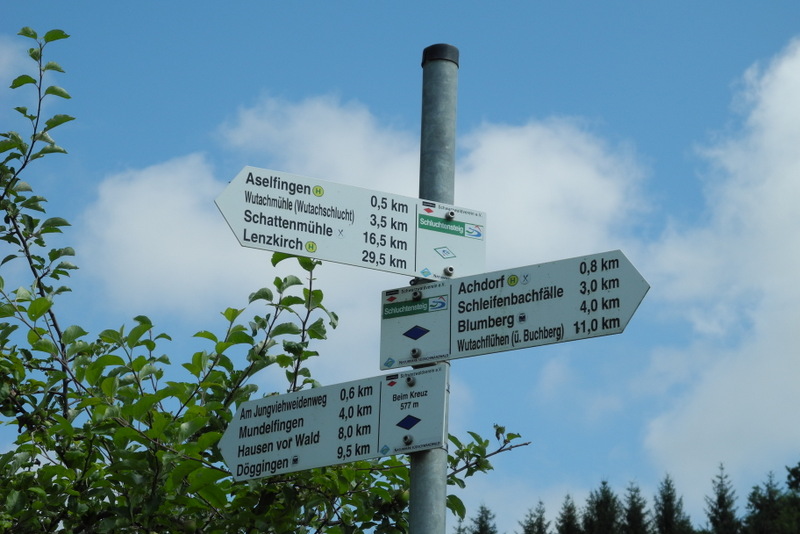 Aselfingen H 0,5 km
Wutachmühle (Wutachschlucht) 3,5 km
Schattenmühle 16,5 km
Lenzkirch H 29,5 km
Schwarzwaldverein e.V.
Schluchtensteig
Schwarzwaldverein e.V.
Schluchtensteig
Achdorf H 0,8 km
Schleifenbachfälle 3,0 km
Blumberg 4,0 km
Wutachflühen (ü. Buchberg) 11,0 km
Am Jungviehweidenweg 0,6 km
Mundelfingen 4,0 km
Hausen vor Wald 8,0 km
Döggingen 9,5 km
Schwarzwaldverein e.V.
Beim Kreuz
577 m